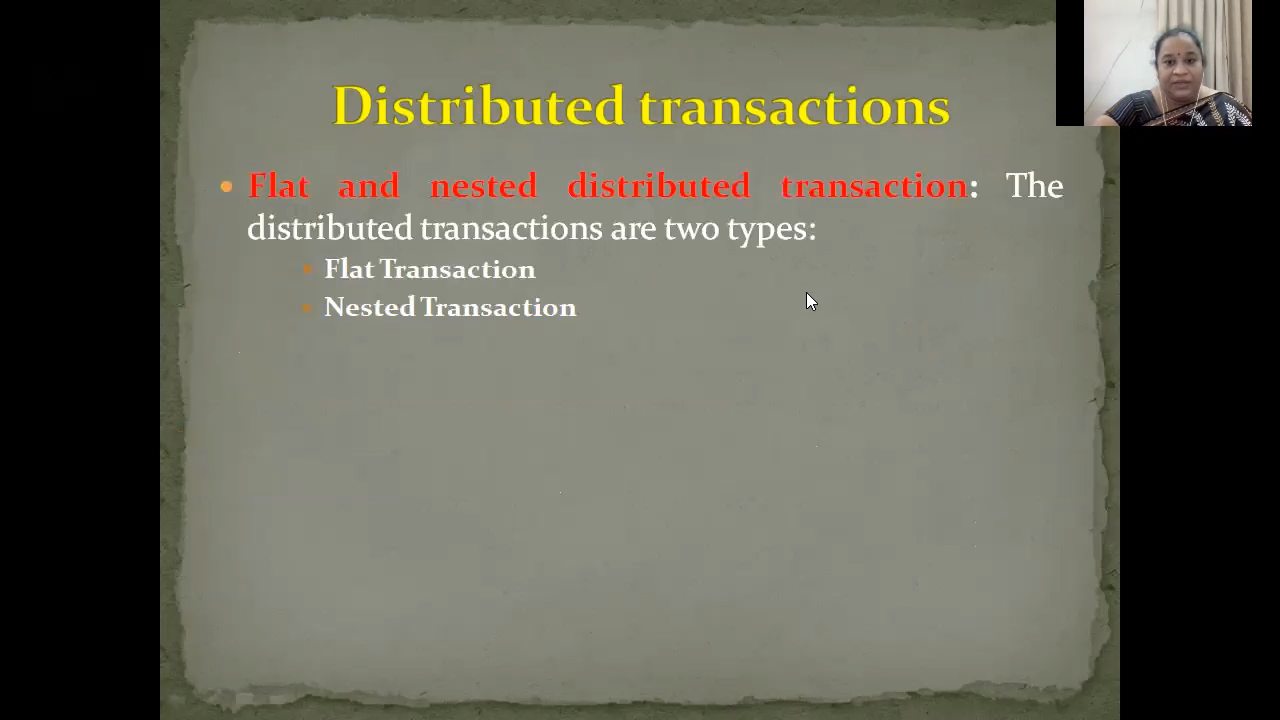 Distributed transactions
• Flat and nested distributed transaction: The
distributed transactions are two types:
• Flat Transaction
• Nested Transaction